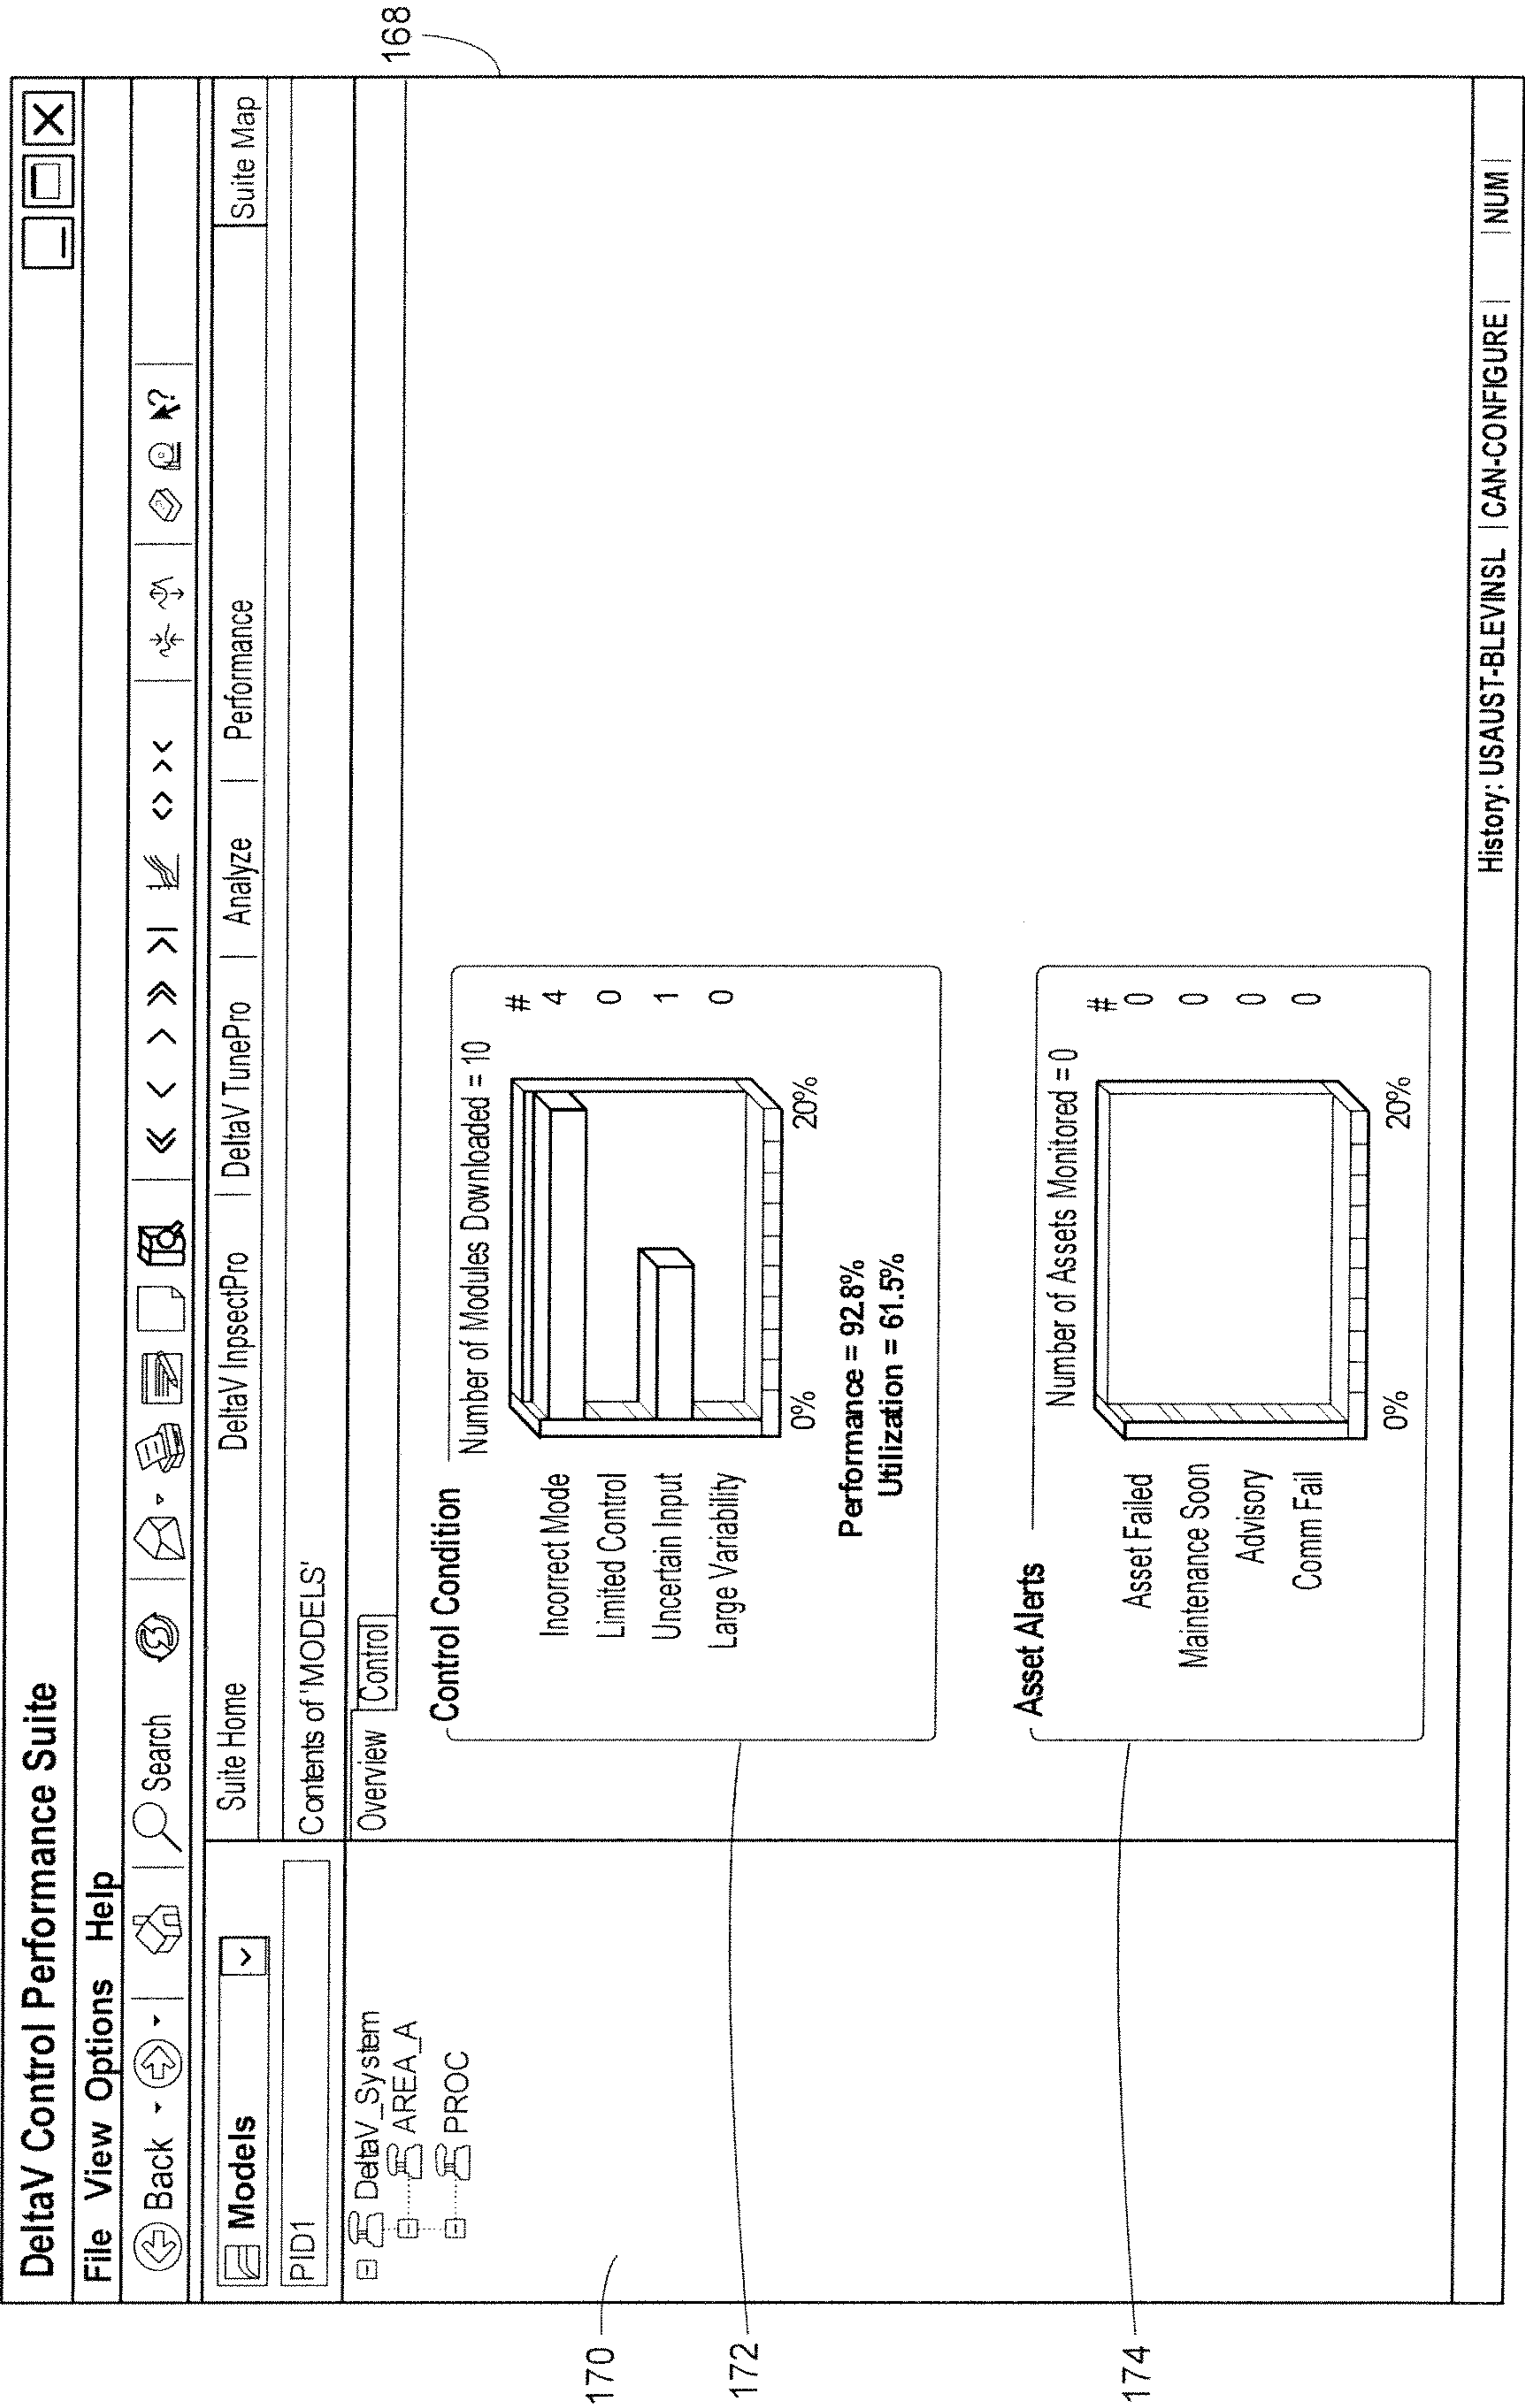 DeltaV Control Performance Suite
File View Options Help
Back Search
Models
Suite Home DeltaV InpsectPro | DeltaV TunePro | Analyze | Performance Suite Map
PID1
Contents of 'MODELS'
DeltaV_System
AREA_A
PROC
Overview Control
Control Condition
Number of Modules Downloaded = 10
#
Incorrect Mode 4
Limited Control 0
Uncertain Input 1
Large Variability 0
0% 20%
Performance = 92.8%
Utilization = 61.5%
Asset Alerts
Number of Assets Monitored = 0
#
Asset Failed 0
Maintenance Soon 0
Advisory 0
Comm Fail 0
0% 20%
History: USAUST-BLEVINSL | CAN-CONFIGURE | | NUM |
168
170
172
174